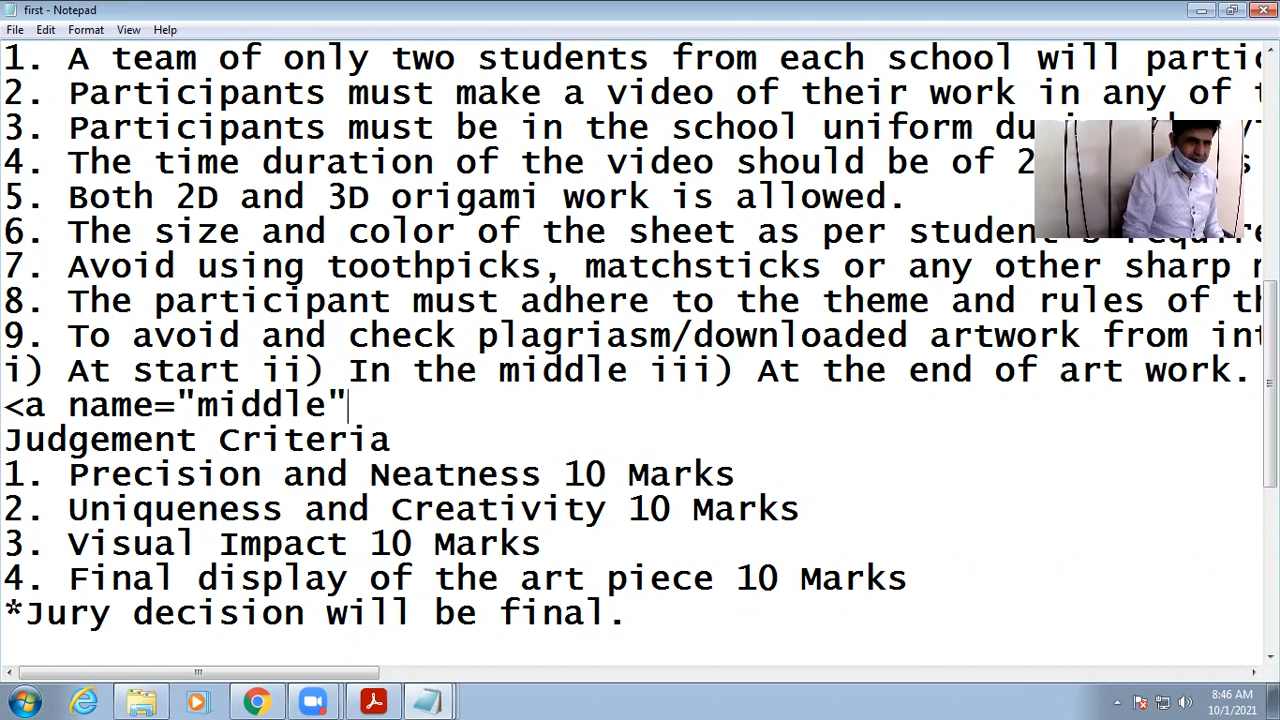 first - Notepad
File Edit Format View Help
1. A team of only two students from each school will partic
2. Participants must make a video of their work in any of t
3. Participants must be in the school uniform
4. The time duration of the video should be of 2
5. Both 2D and 3D origami work is allowed.
6. The size and color of the sheet as per student's require
7. Avoid using toothpicks, matchsticks or any other sharp
8. The participant must adhere to the theme and rules of th
9. To avoid and check plagriasm/downloaded artwork from int
i) At start ii) In the middle iii) At the end of art work.
<a name="middle"
Judgement Criteria
1. Precision and Neatness 10 Marks
2. Uniqueness and Creativity 10 Marks
3. Visual Impact 10 Marks
4. Final display of the art piece 10 Marks
*Jury decision will be final.
8:46 AM
10/1/2021